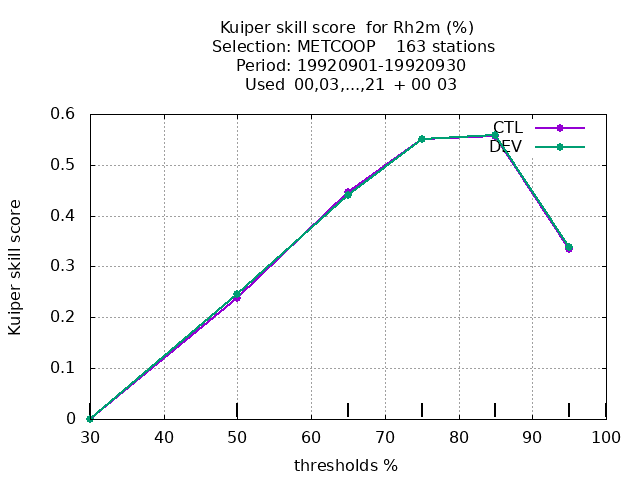 Kuiper skill score  for Rh2m (%)
Selection: METCOOP    163 stations
Period: 19920901-19920930
Used  00,03,...,21  + 00 03
CTL
DEV
0.6
0.5
0.4
0.3
0.2
0.1
0
Kuiper skill score
30 40 50 60 70 80 90 100
thresholds %